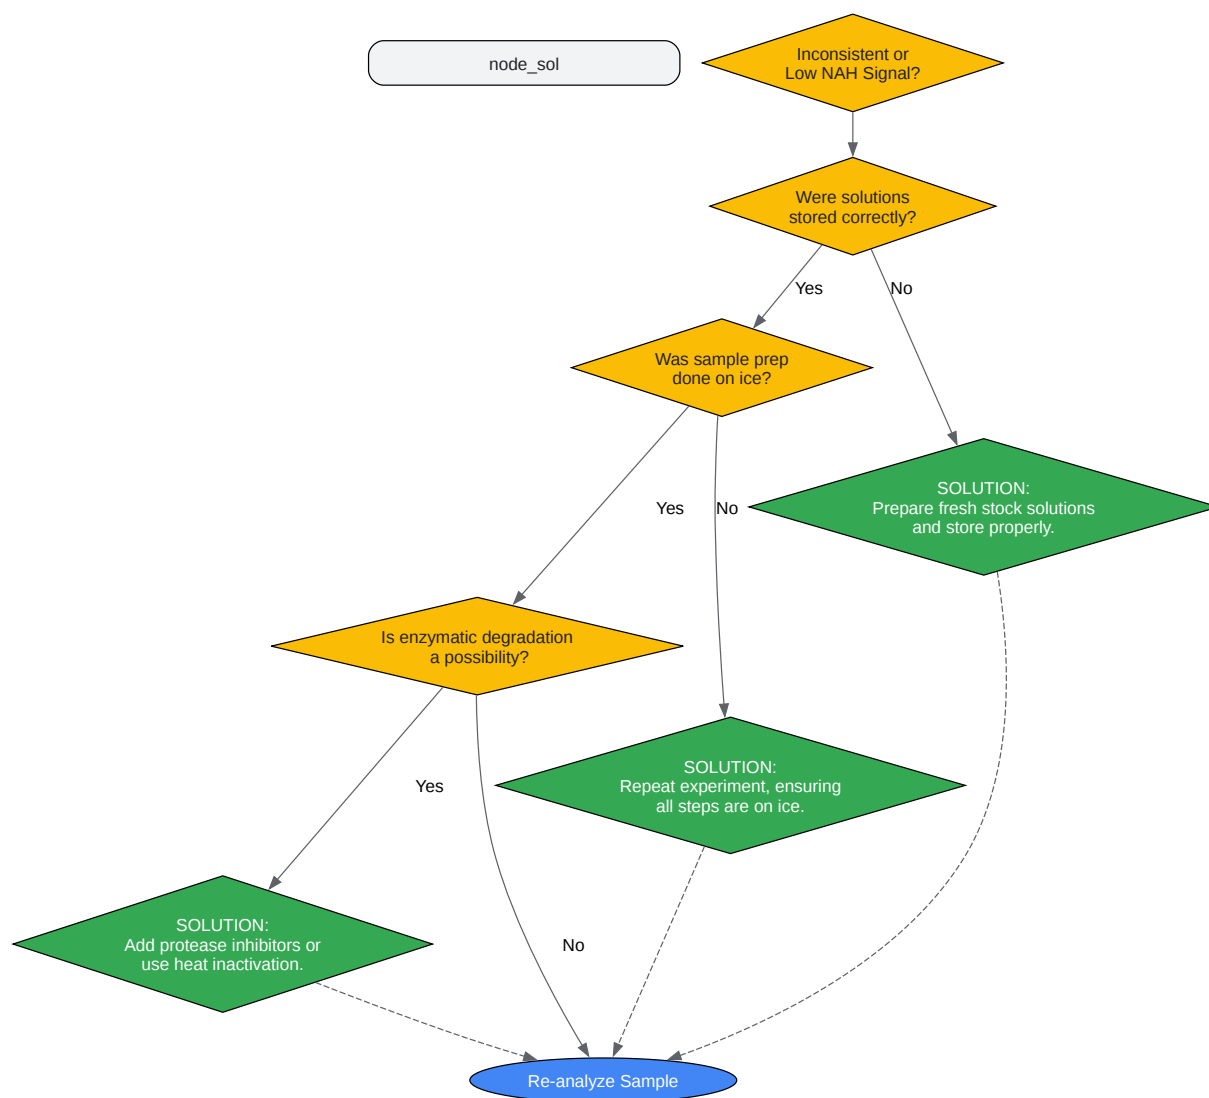 node_sol
Inconsistent or
Low NAH Signal?
Were solutions
stored correctly?
Yes
No
Was sample prep
done on ice?
SOLUTION:
Prepare fresh stock solutions
and store properly.
Yes
No
Is enzymatic degradation
a possibility?
SOLUTION:
Repeat experiment, ensuring
all steps are on ice.
Yes
No
SOLUTION:
Add protease inhibitors or
use heat inactivation.
Re-analyze Sample